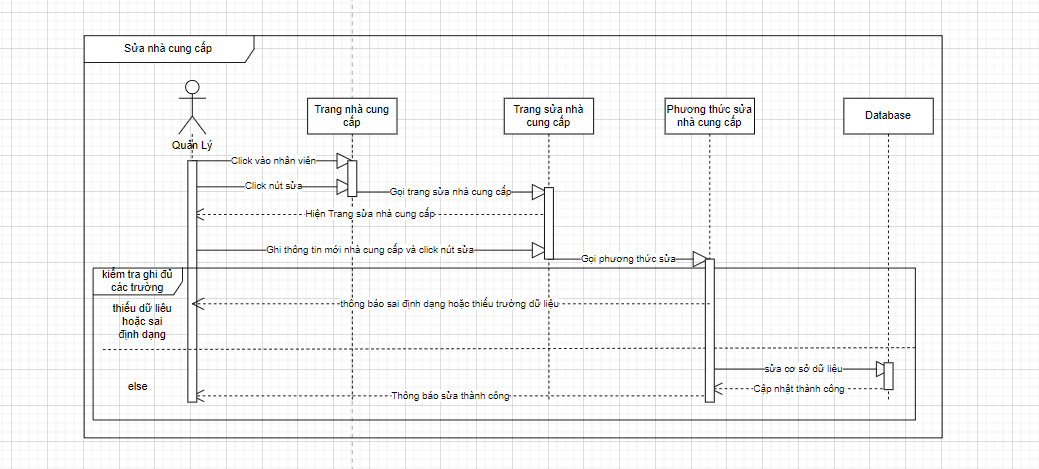 Sửa nhà cung cấp
Quản Lý
Trang nhà cung
cấp
Trang sửa nhà
cung cấp
Phương thức sửa
nhà cung cấp
Database
Click vào nhân viên
Click nút sửa
Gọi trang sửa nhà cung cấp
Hiện Trang sửa nhà cung cấp
Ghi thông tin mới nhà cung cấp và click nút sửa
Gọi phương thức sửa
kiểm tra ghi đủ
các trường
thiếu dữ liêu
hoặc sai
định dạng
thông báo sai định dạng hoặc thiếu trường dữ liệu
sửa cơ sở dữ liệu
else
Cập nhật thành công
Thông báo sửa thành công